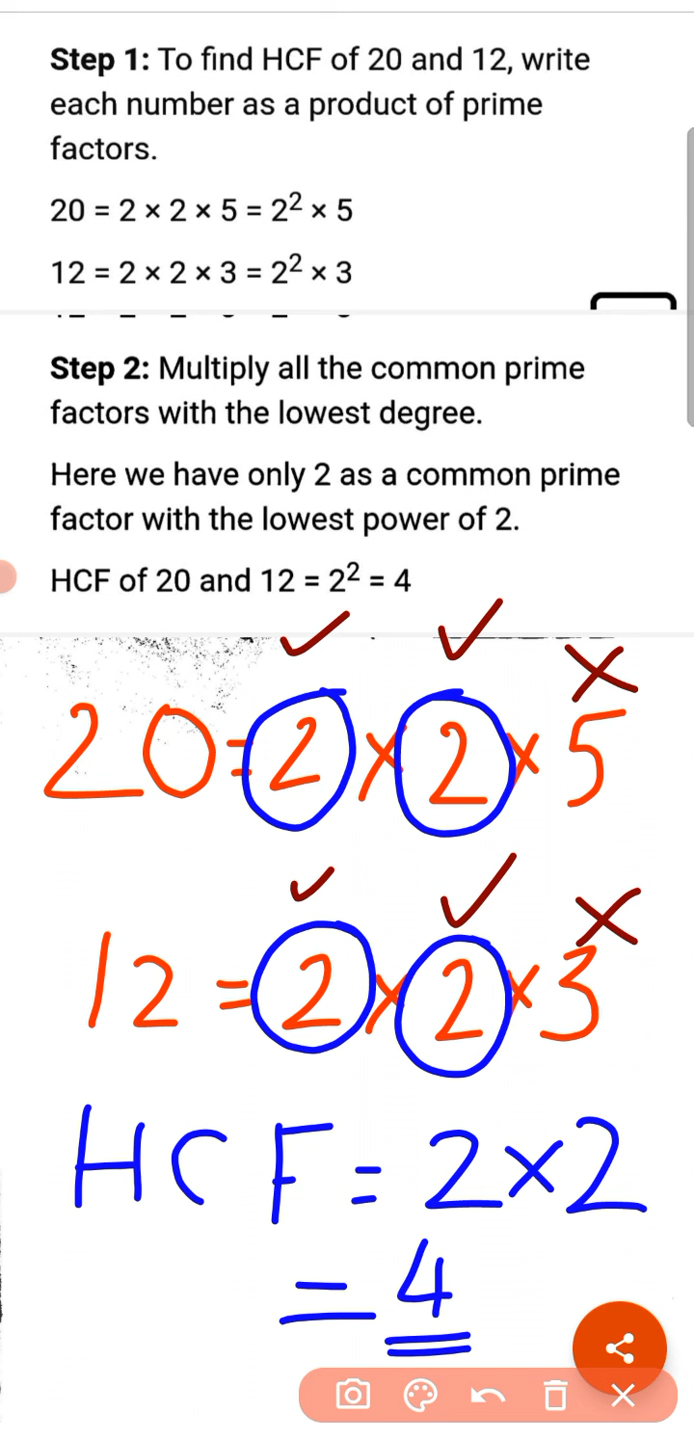 Step 1: To find HCF of 20 and 12, write
each number as a product of prime
factors.
20 = 2 × 2 × 5 = 2² × 5
12 = 2 × 2 × 3 = 2² × 3
Step 2: Multiply all the common prime
factors with the lowest degree.
Here we have only 2 as a common prime
factor with the lowest power of 2.
HCF of 20 and 12 = 2² = 4
20 = 2 × 2 × 5
12 = 2 × 2 × 3
HCF = 2 × 2
= 4